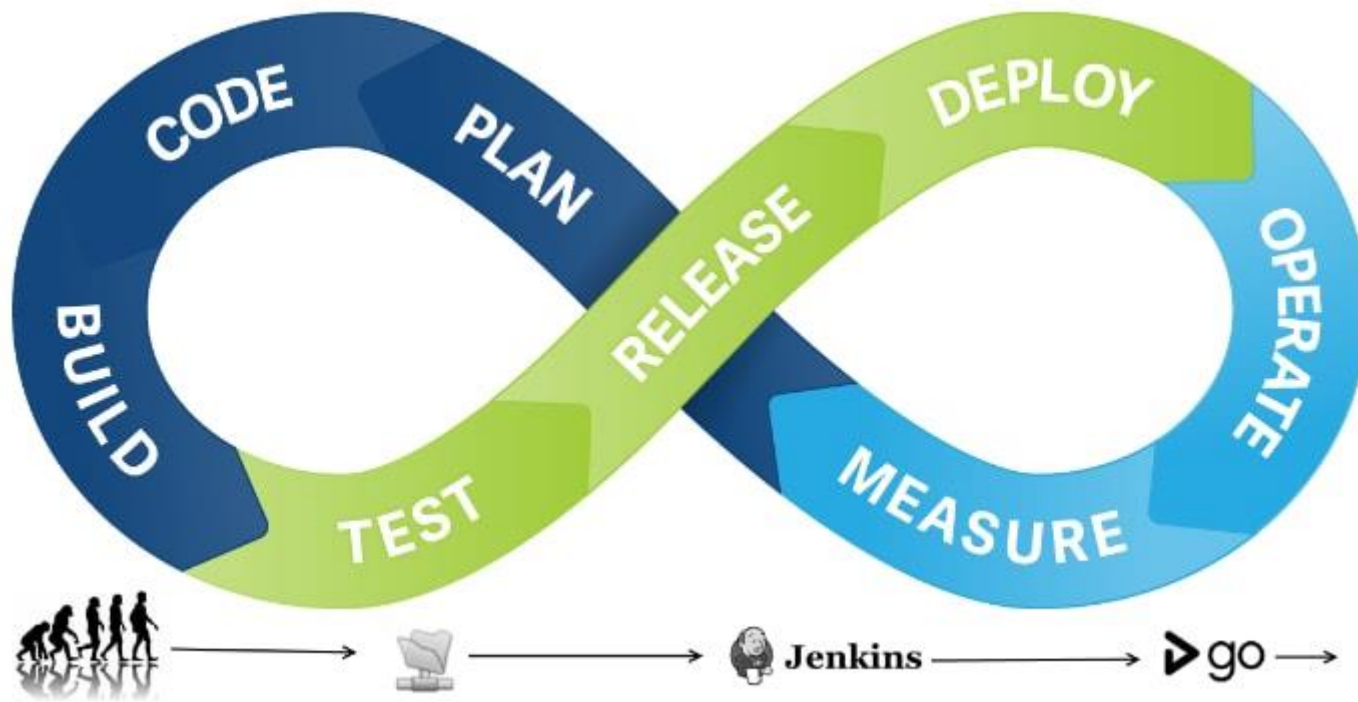 CODE
PLAN
BUILD
TEST
RELEASE
DEPLOY
OPERATE
MEASURE
Jenkins
go